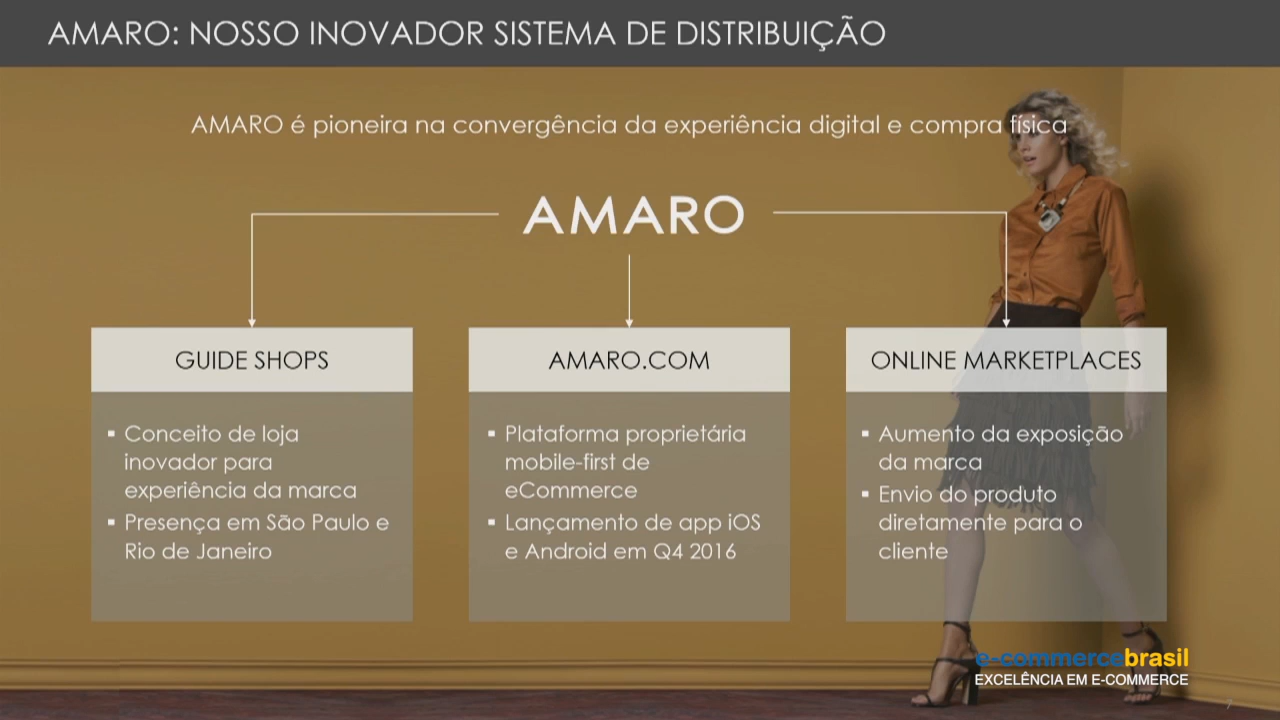 AMARO: NOSSO INOVADOR SISTEMA DE DISTRIBUIÇÃO
AMARO é pioneira na convergência da experiência digital e compra física
AMARO
GUIDE SHOPS
▪ Conceito de loja
inovador para
experiência da marca
▪ Presença em São Paulo e
Rio de Janeiro
AMARO.COM
▪ Plataforma proprietária
mobile-first de
eCommerce
▪ Lançamento de app iOS
e Android em Q4 2016
ONLINE MARKETPLACES
▪ Aumento da exposição
da marca
▪ Envio do produto
diretamente para o
cliente
e-commercebrasil
EXCELÊNCIA EM E-COMMERCE
7